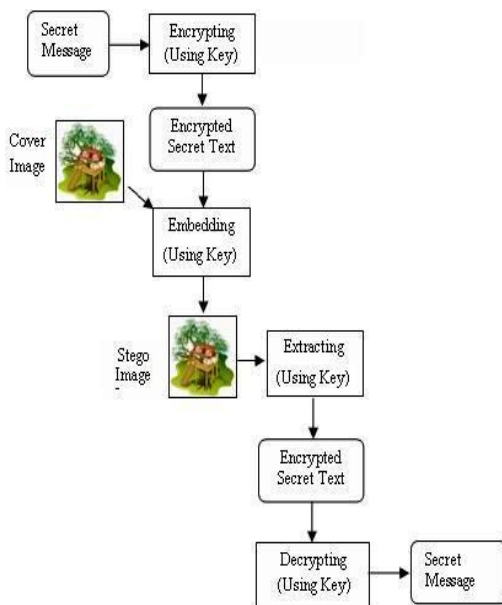 Secret
Message
Encrypting
(Using Key)
Encrypted
Secret Text
Cover
Image
Embedding
(Using Key)
Stego
Image
Extracting
(Using Key)
Encrypted
Secret Text
Decrypting
(Using Key)
Secret
Message